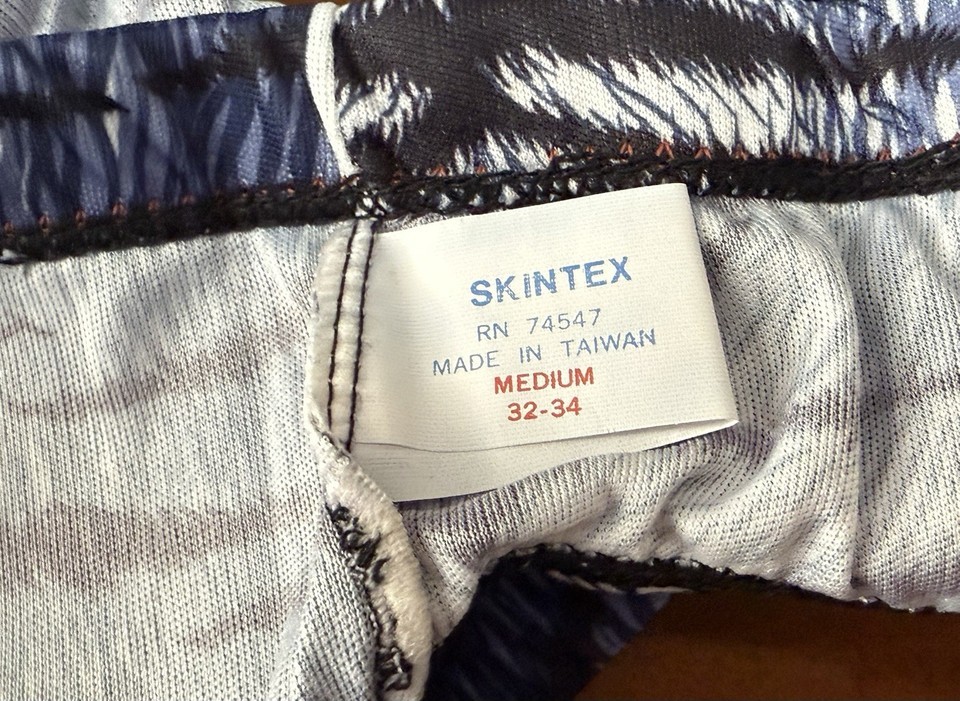 SKINTEX
RN 74547
MADE IN TAIWAN
MEDIUM
32-34